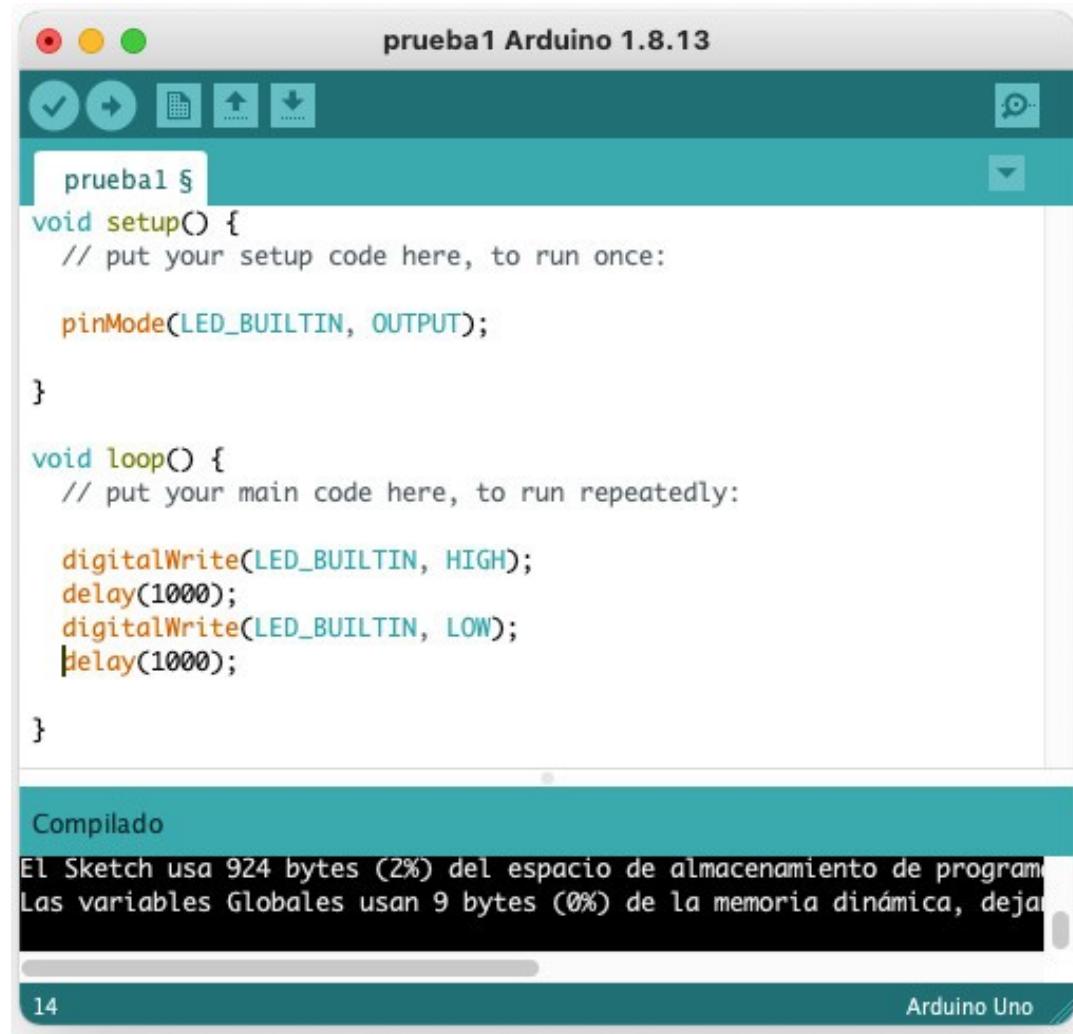 prueba1 Arduino 1.8.13
prueba1 §
void setup() {
// put your setup code here, to run once:
pinMode(LED_BUILTIN, OUTPUT);
}
void loop() {
// put your main code here, to run repeatedly:
digitalWrite(LED_BUILTIN, HIGH);
delay(1000);
digitalWrite(LED_BUILTIN, LOW);
delay(1000);
}
Compilado
El Sketch usa 924 bytes (2%) del espacio de almacenamiento de
Las variables Globales usan 9 bytes (0%) de la memoria dinámica,
14 Arduino Uno